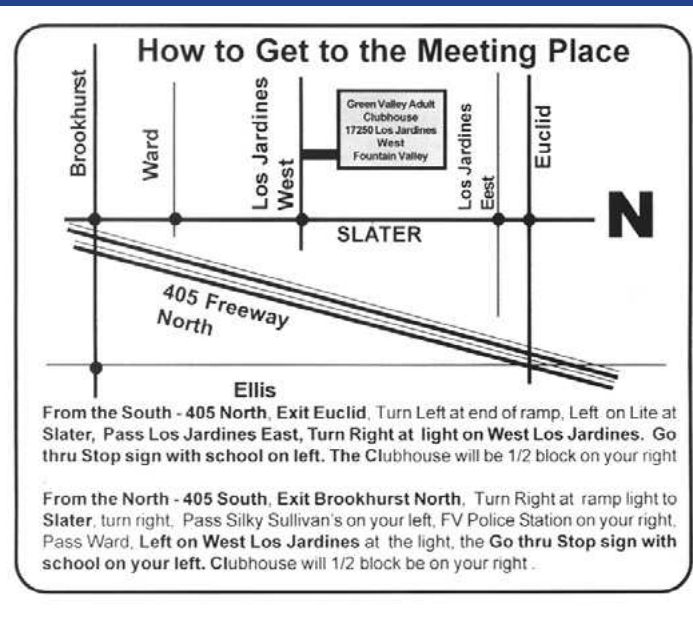 How to Get to the Meeting Place
Brookhurst
Ward
Los Jardines
West
Green Valley Adult
Clubhouse
17250 Los Jardines
West
Fountain Valley
Los Jardines
Eest
Euclid
N
SLATER
405 Freeway
North
Ellis
From the South - 405 North, Exit Euclid, Turn Left at end of ramp, Left on Lite at
Slater, Pass Los Jardines East, Turn Right at light on West Los Jardines. Go
thru Stop sign with school on left. The Clubhouse will be 1/2 block on your right
.
From the North - 405 South, Exit Brookhurst North, Turn Right at ramp light to
Slater, turn right, Pass Silky Sullivan's on your left, FV Police Station on your right,
Pass Ward, Left on West Los Jardines at the light, the Go thru Stop sign with
school on your left. Clubhouse will 1/2 block be on your right .